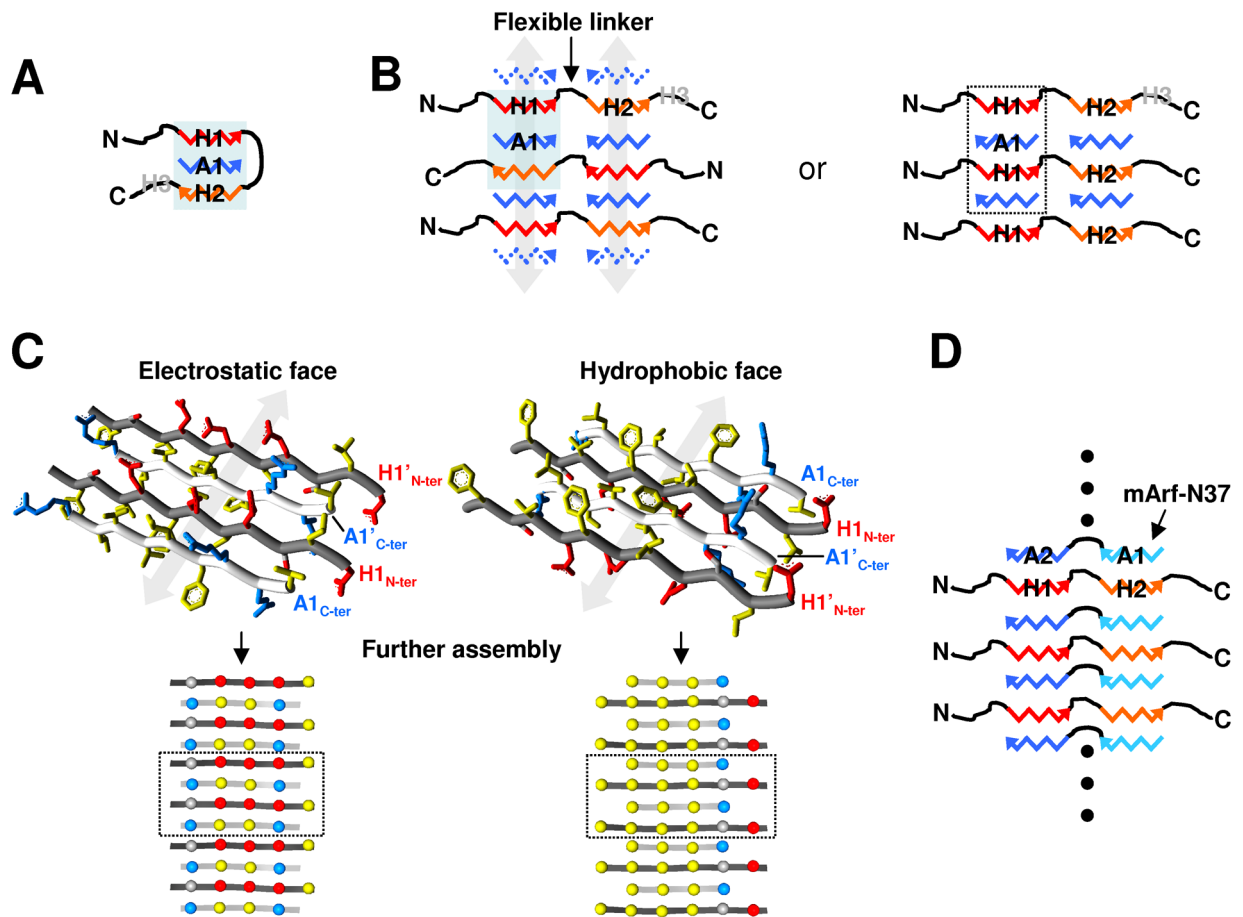 A
N
H1
A1
H3
H2
C
B
Flexible linker
N
H1
H2
H3
C
A1
C
N
N
C
or
N
H1
H2
H3
C
A1
N
H1
H2
C
N
H1
H2
C
C
Electrostatic face
H1'N-ter
A1'C-ter
H1N-ter
A1C-ter
Hydrophobic face
A1C-ter
H1N-ter
A1'C-ter
H1'N-ter
Further assembly
D
mArf-N37
A2
A1
N
H1
H2
C
N
C
N
C